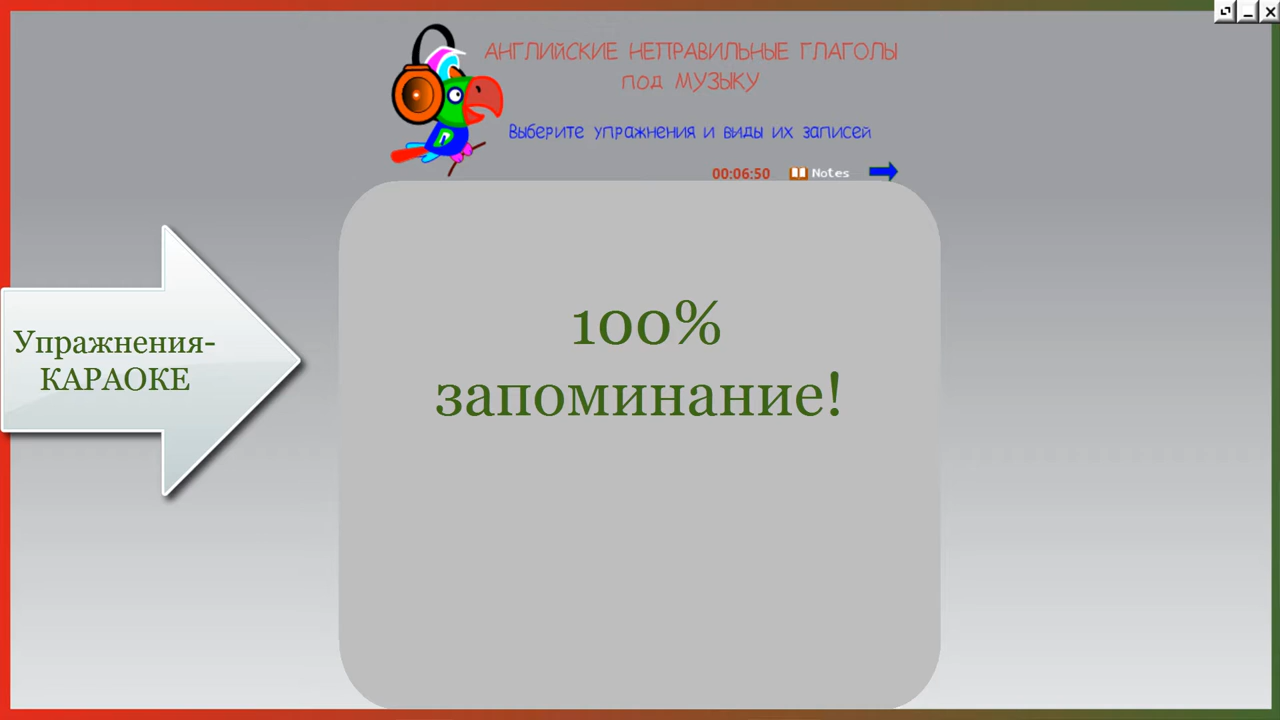 АНГЛИЙСКИЕ НЕПРАВИЛЬНЫЕ ГЛАГОЛЫ
под МУЗЫКУ
Выберите упражнения и виды их записей
00:06:50 Notes
Упражнения-
КАРАОКЕ
100%
запоминание!